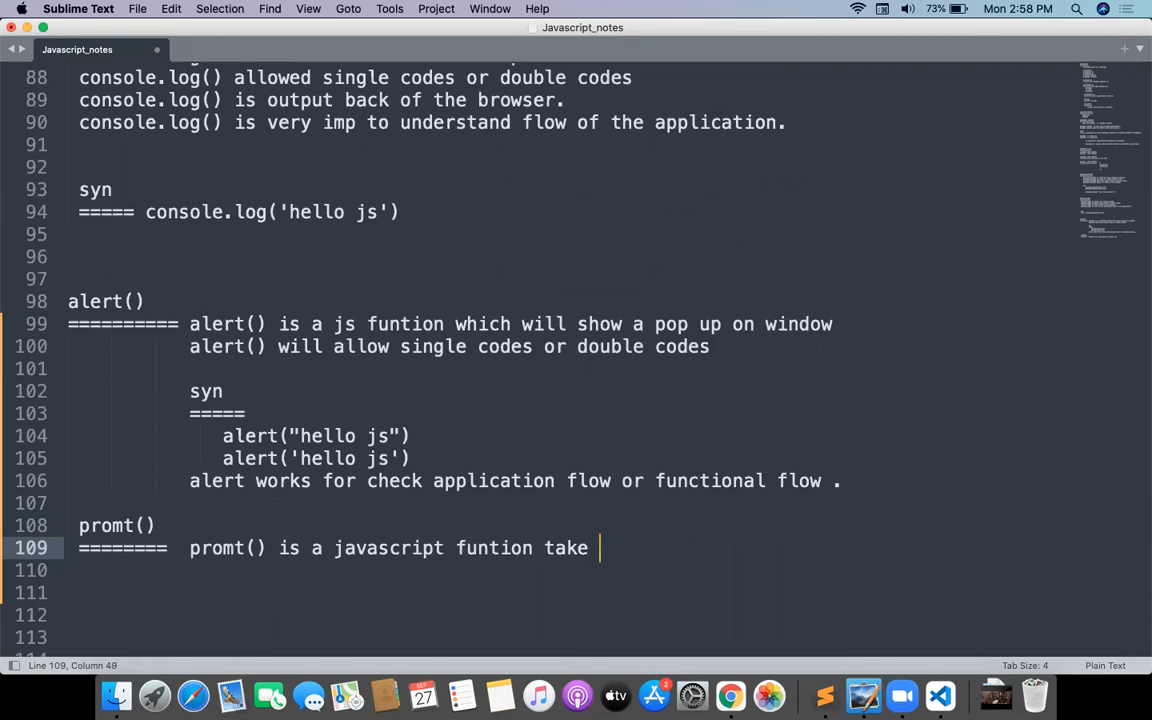 Sublime Text File Edit Selection Find View Goto Tools Project Window Help 73% Mon 2:58 PM
Javascript_notes
Javascript_notes
88 console.log() allowed single codes or double codes
89 console.log() is output back of the browser.
90 console.log() is very imp to understand flow of the application.
91
92
93 syn
94 ===== console.log('hello js')
95
96
97
98 alert()
99 ========== alert() is a js funtion which will show a pop up on window
100 alert() will allow single codes or double codes
101
102 syn
103 =====
104 alert("hello js")
105 alert('hello js')
106 alert works for check application flow or functional flow .
107
108 promt()
109 ======== promt() is a javascript funtion take
110
111
112
113
Line 109, Column 49 Tab Size: 4 Plain Text
SEP
27
tv
2